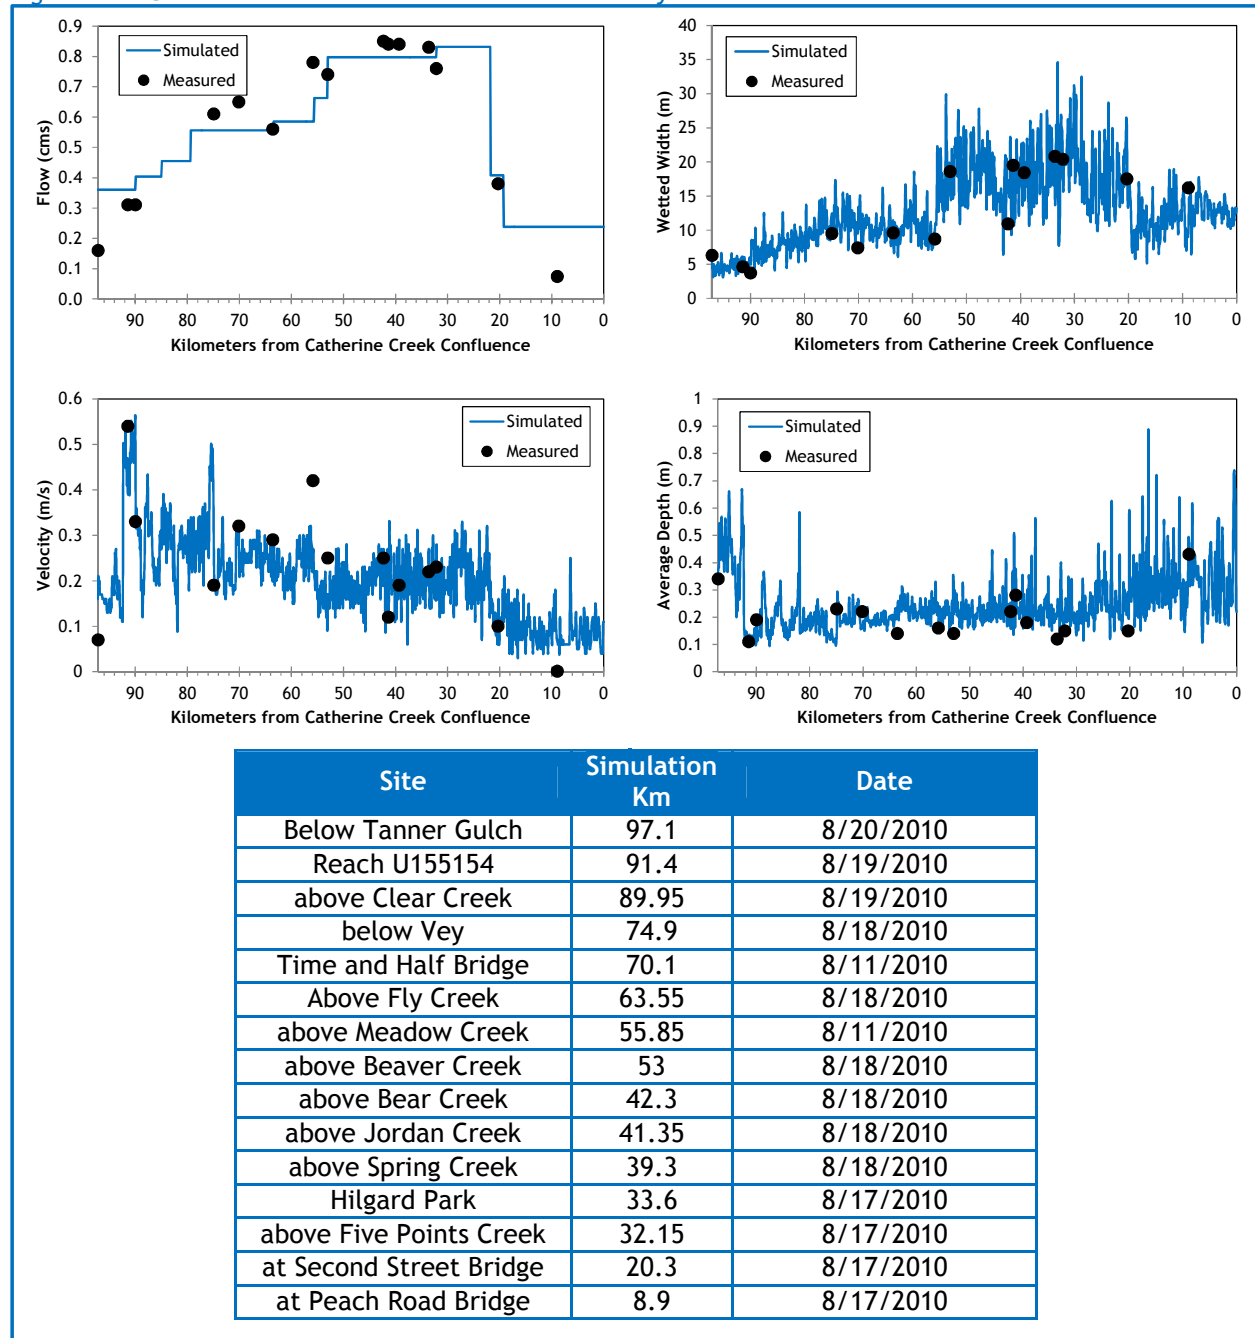 0.9
0.8
0.7
0.6
0.5
0.4
0.3
0.2
0.1
0.0
Flow (cms)
Simulated
Measured
90 80 70 60 50 40 30 20 10 0
Kilometers from Catherine Creek Confluence
40
35
30
25
20
15
10
5
0
Wetted Width (m)
Simulated
Measured
90 80 70 60 50 40 30 20 10 0
Kilometers from Catherine Creek Confluence
0.6
0.5
0.4
0.3
0.2
0.1
0
Velocity (m/s)
Simulated
Measured
90 80 70 60 50 40 30 20 10 0
Kilometers from Catherine Creek Confluence
1
0.9
0.8
0.7
0.6
0.5
0.4
0.3
0.2
0.1
0
Average Depth (m)
Simulated
Measured
90 80 70 60 50 40 30 20 10 0
Kilometers from Catherine Creek Confluence
Site Simulation Km Date
Below Tanner Gulch 97.1 8/20/2010
Reach U155154 91.4 8/19/2010
above Clear Creek 89.95 8/19/2010
below Vey 74.9 8/18/2010
Time and Half Bridge 70.1 8/11/2010
Above Fly Creek 63.55 8/18/2010
above Meadow Creek 55.85 8/11/2010
above Beaver Creek 53 8/18/2010
above Bear Creek 42.3 8/18/2010
above Jordan Creek 41.35 8/18/2010
above Spring Creek 39.3 8/18/2010
Hilgard Park 33.6 8/17/2010
above Five Points Creek 32.15 8/17/2010
at Second Street Bridge 20.3 8/17/2010
at Peach Road Bridge 8.9 8/17/2010